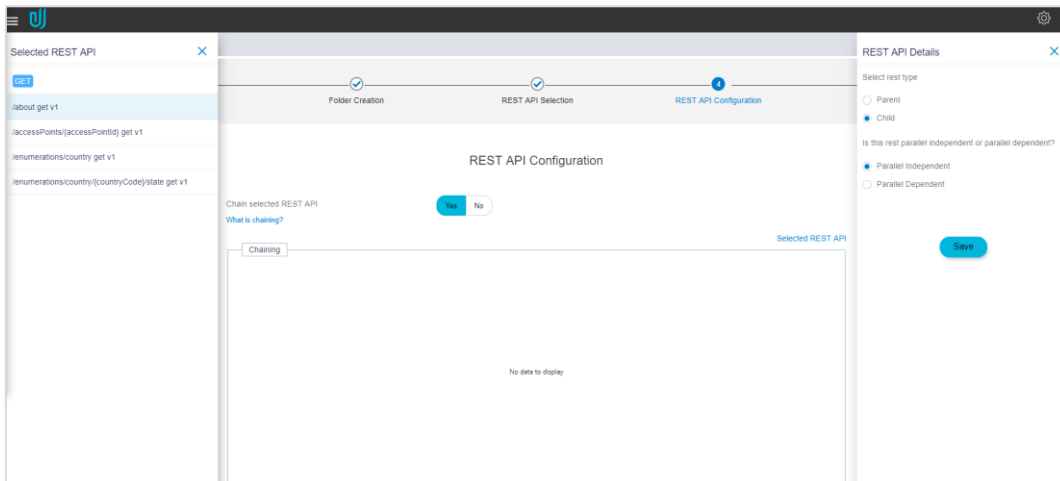 Selected REST API
GET
/about get v1
/accessPoints/{accessPointId} get v1
/enumerations/country get v1
/enumerations/country/{countryCode}/state get v1
Folder Creation
REST API Selection
4
REST API Configuration
REST API Configuration
Chain selected REST API
Yes No
What is chaining?
Selected REST API
Chaining
No data to display
REST API Details
Select rest type
Parent
Child
Is this rest parallel independent or parallel dependent?
Parallel Independent
Parallel Dependent
Save